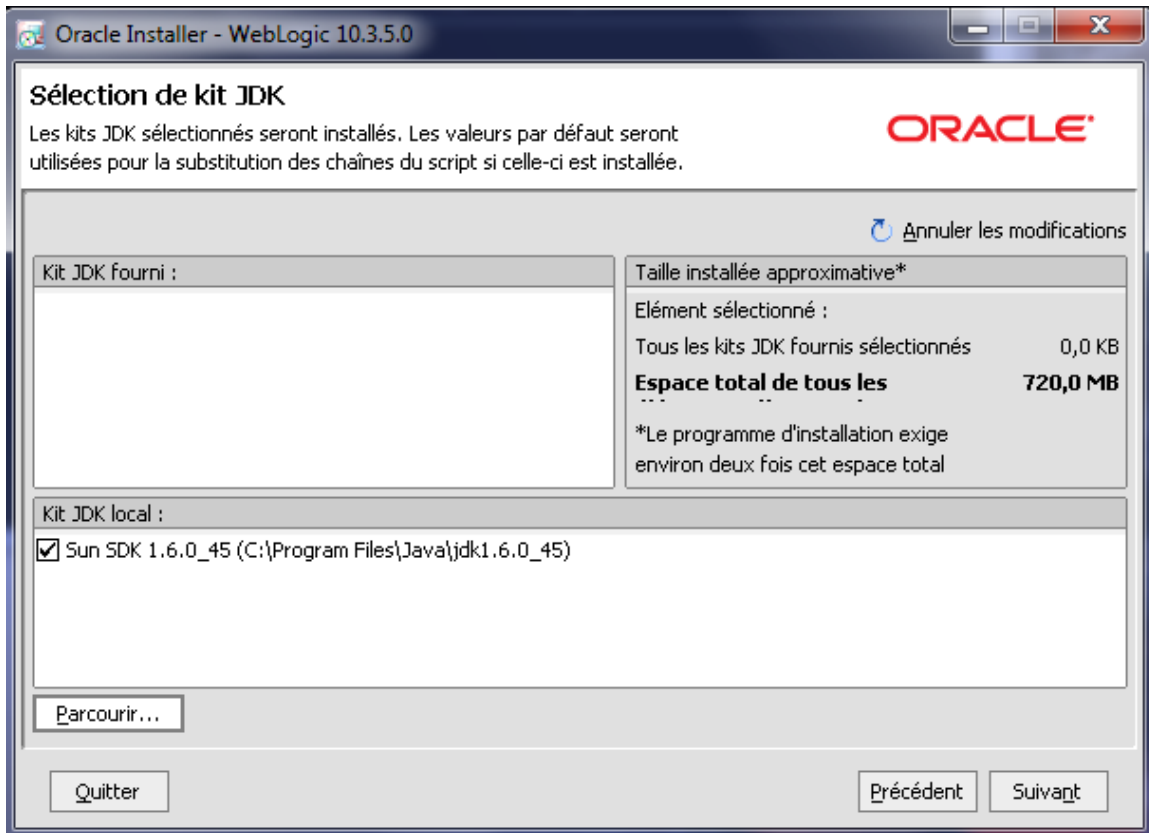 Oracle Installer - WebLogic 10.3.5.0
Sélection de kit JDK
Les kits JDK sélectionnés seront installés. Les valeurs par défaut seront
utilisées pour la substitution des chaînes du script si celle-ci est installée.
ORACLE
Annuler les modifications
Kit JDK fourni :
Taille installée approximative*
Elément sélectionné :
Tous les kits JDK fournis sélectionnés 0,0 KB
Espace total de tous les 720,0 MB
*Le programme d'installation exige
environ deux fois cet espace total
Kit JDK local :
Sun SDK 1.6.0_45 (C:\Program Files\Java\jdk1.6.0_45)
Parcourir...
Quitter
Précédent
Suivant